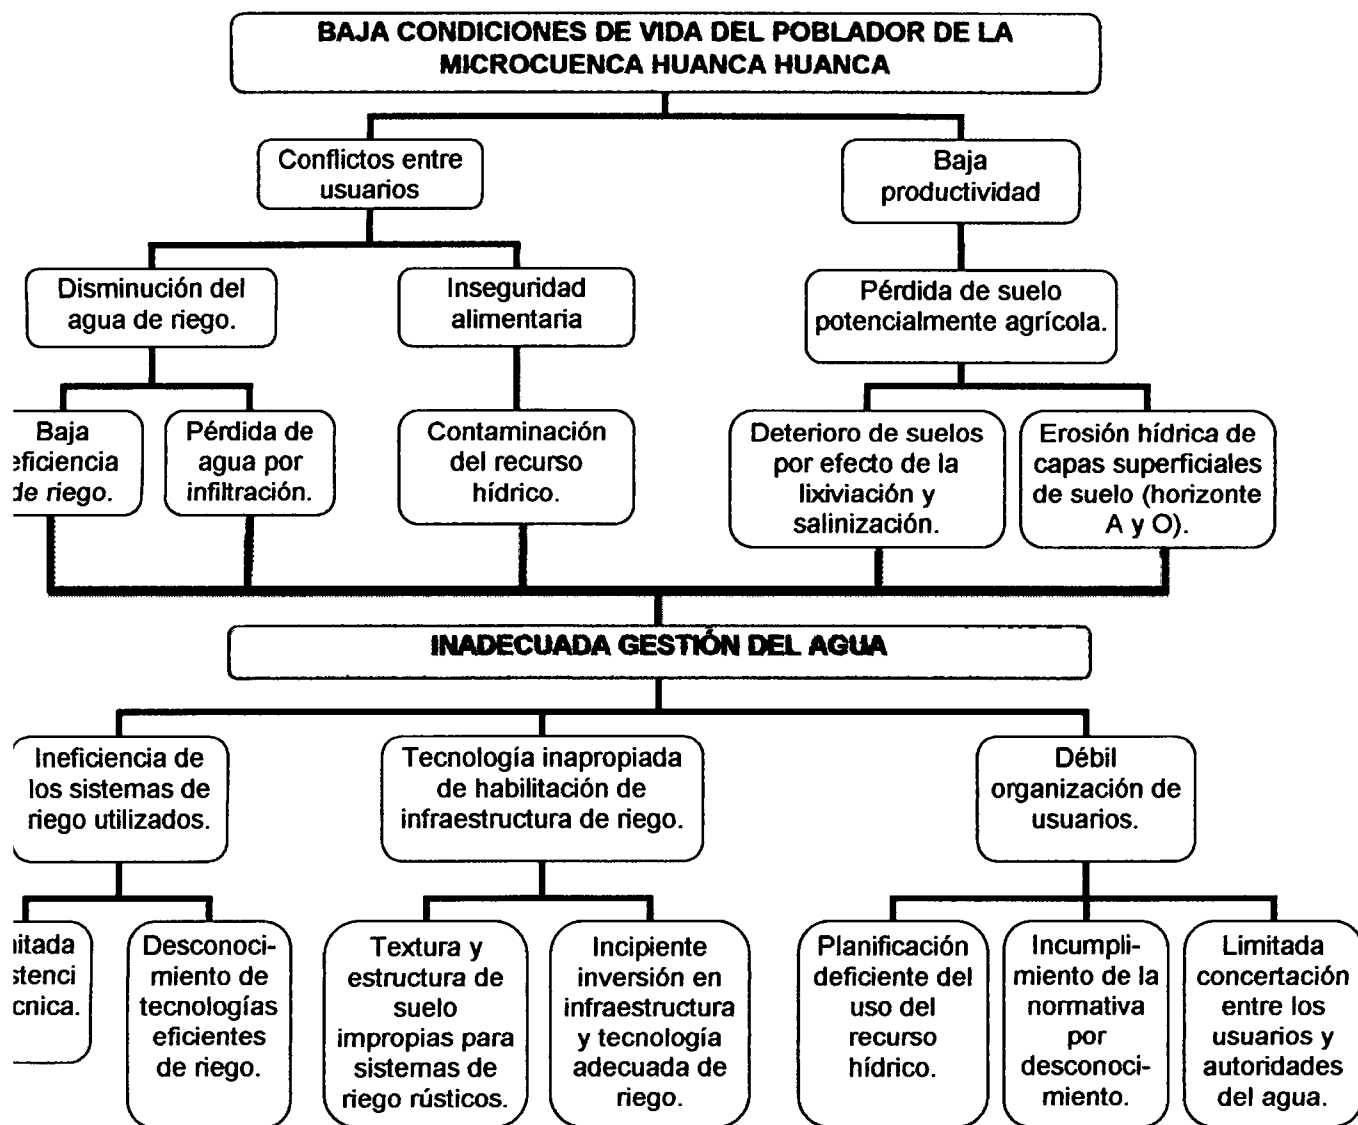 BAJA CONDICIONES DE VIDA DEL POBLADOR DE LA
MICROCUENCA HUANCA HUANCA
Conflictos entre
usuarios
Baja
productividad
Disminución del
agua de riego.
Inseguridad
alimentaria
Pérdida de suelo
potencialmente agrícola.
Baja
eficiencia
de riego.
Pérdida de
agua por
infiltración.
Contaminación
del recurso
hídrico.
Deterioro de suelos
por efecto de la
lixiviación y
salinización.
Erosión hídrica de
capas superficiales
de suelo (horizonte
A y O).
INADECUADA GESTIÓN DEL AGUA
Ineficiencia de
los sistemas de
riego utilizados.
Tecnología inapropiada
de habilitación de
infraestructura de riego.
Débil
organización de
usuarios.
nitada
stenci
cnica.
Desconoci-
miento de
tecnologías
eficientes
de riego.
Textura y
estructura de
suelo
impropias para
sistemas de
riego rústicos.
Incipiente
inversión en
infraestructura
y tecnología
adecuada de
riego.
Planificación
deficiente del
uso del
recurso
hídrico.
Incumpli-
miento de la
normativa
por
desconoci-
miento.
Limitada
concertación
entre los
usuarios y
autoridades
del agua.